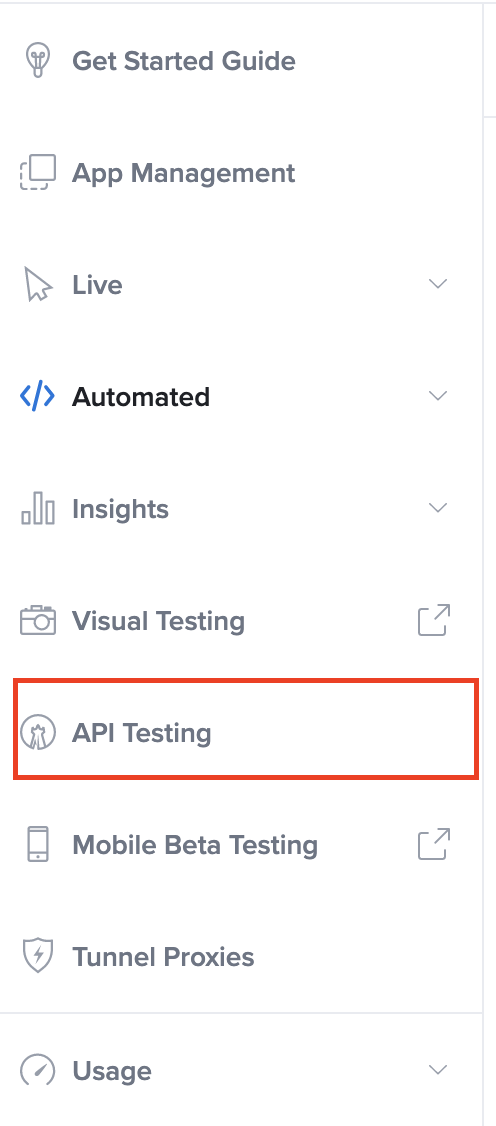 Get Started Guide
App Management
Live
Automated
Insights
Visual Testing
API Testing
Mobile Beta Testing
Tunnel Proxies
Usage